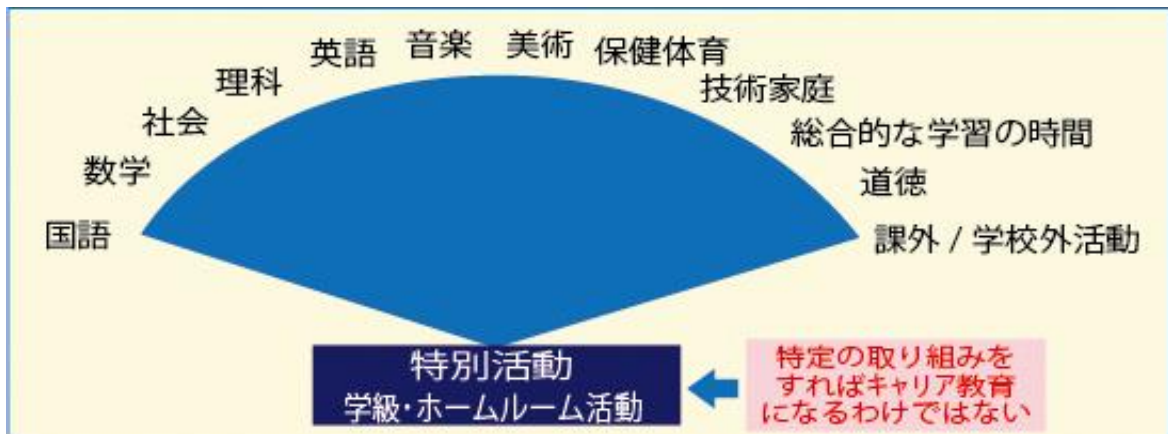 国語
数学
社会
理科
英語
音楽
美術
保健体育
技術家庭
総合的な学習の時間
道徳
課外 / 学校外活動
特別活動
学級・ホームルーム活動
特定の取り組みを
すればキャリア教育
になるわけではない